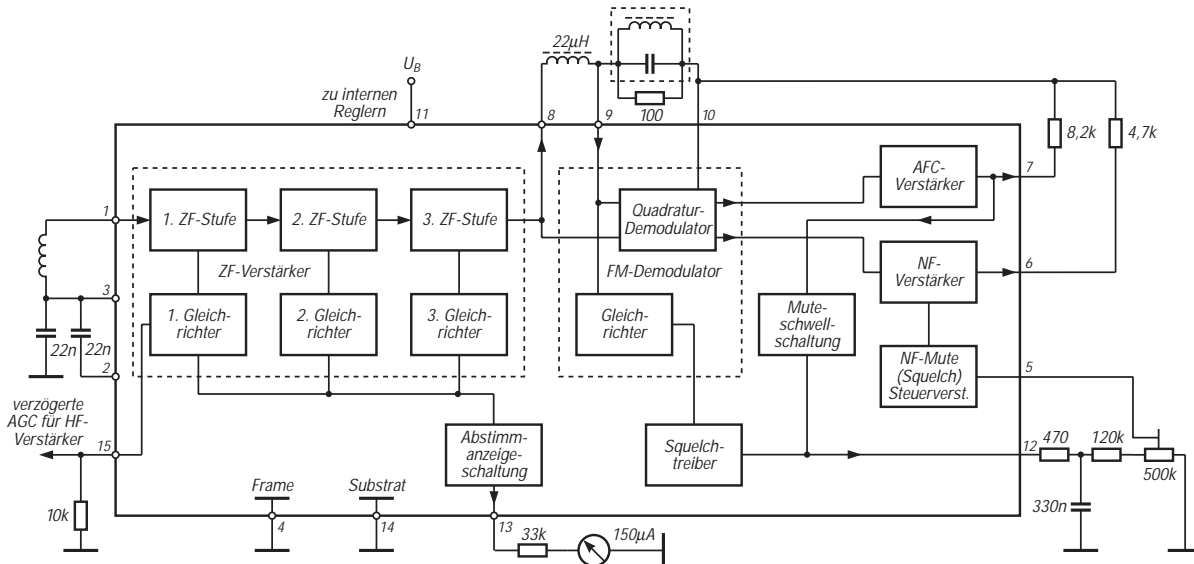 22µH
U_B
zu internen
Reglern
11
8
9
100
10
8,2k
4,7k
1
1. ZF-Stufe
2. ZF-Stufe
3. ZF-Stufe
Quadratur-
Demodulator
AFC-
Verstärker
7
ZF-Verstärker
FM-Demodulator
NF-
Verstärker
6
3
22n
22n
2
1. Gleich-
richter
2. Gleich-
richter
3. Gleich-
richter
Gleich-
richter
Mute-
schwell-
schaltung
NF-Mute
(Squelch)
Steuerverst.
5
verzögerte
AGC für HF-
Verstärker
15
Abstimm-
anzeige-
schaltung
Squelch-
treiber
12
470
120k
500k
10k
Frame
4
Substrat
14
13
33k
150µA
330n